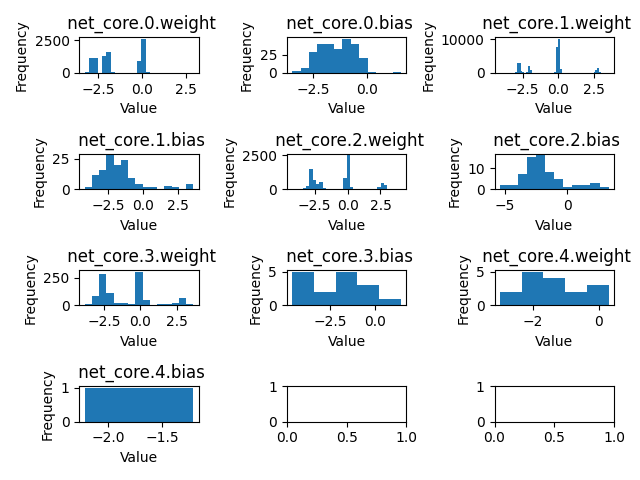 net_core.0.weight
Frequency
2500
0
−2.5
0.0
2.5
Value
net_core.0.bias
Frequency
25
0
−2.5
0.0
Value
net_core.1.weight
Frequency
10000
0
−2.5
0.0
2.5
Value
net_core.1.bias
Frequency
25
0
−2.5
0.0
2.5
Value
net_core.2.weight
Frequency
2500
0
−2.5
0.0
2.5
Value
net_core.2.bias
Frequency
10
0
−5
0
Value
net_core.3.weight
Frequency
250
0
−2.5
0.0
2.5
Value
net_core.3.bias
Frequency
5
0
−2.5
0.0
Value
net_core.4.weight
Frequency
5
0
−2
0
Value
net_core.4.bias
Frequency
1
0
−2.0
−1.5
Value
1
0
0.0
0.5
1.0
1
0
0.0
0.5
1.0